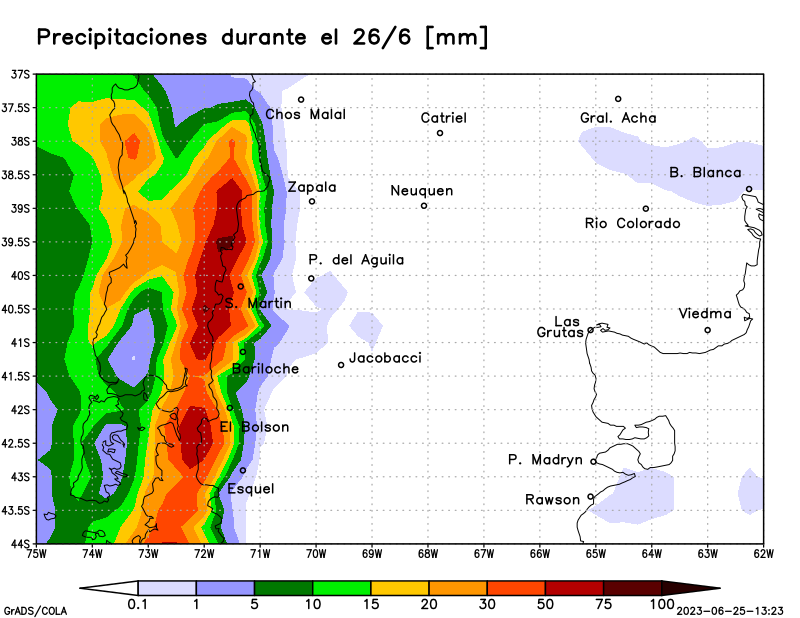 Precipitaciones durante el 26/6 [mm]
37S
37.5S
38S
38.5S
39S
39.5S
40S
40.5S
41S
41.5S
42S
42.5S
43S
43.5S
44S
Chos Malal
Catriel
Gral. Acha
B. Blanca
Zapala
Neuquen
Rio Colorado
P. del Aguila
S. Martin
Viedma
Las
Grutas
Bariloche
Jacobacci
El Bolson
P. Madryn
Esquel
Rawson
75W 74W 73W 72W 71W 70W 69W 68W 67W 66W 65W 64W 63W 62W
0.1 1 5 10 15 20 30 50 75 100
GrADS/COLA
2023-06-25-13:23